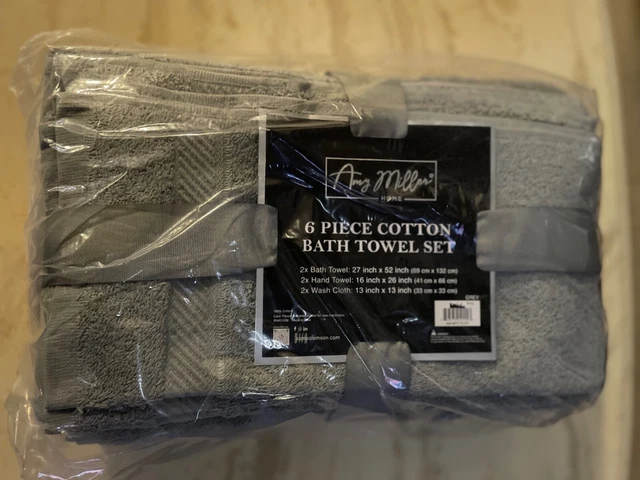 Amy Miller
HOME
6 PIECE COTTON
BATH TOWEL SET
2x Bath Towel: 27 inch x 52 inch (69 cm x 132 cm)
2x Hand Towel: 16 inch x 26 inch (41 cm x 66 cm)
2x Wash Cloth: 13 inch x 13 inch (33 cm x 33 cm)
GREY